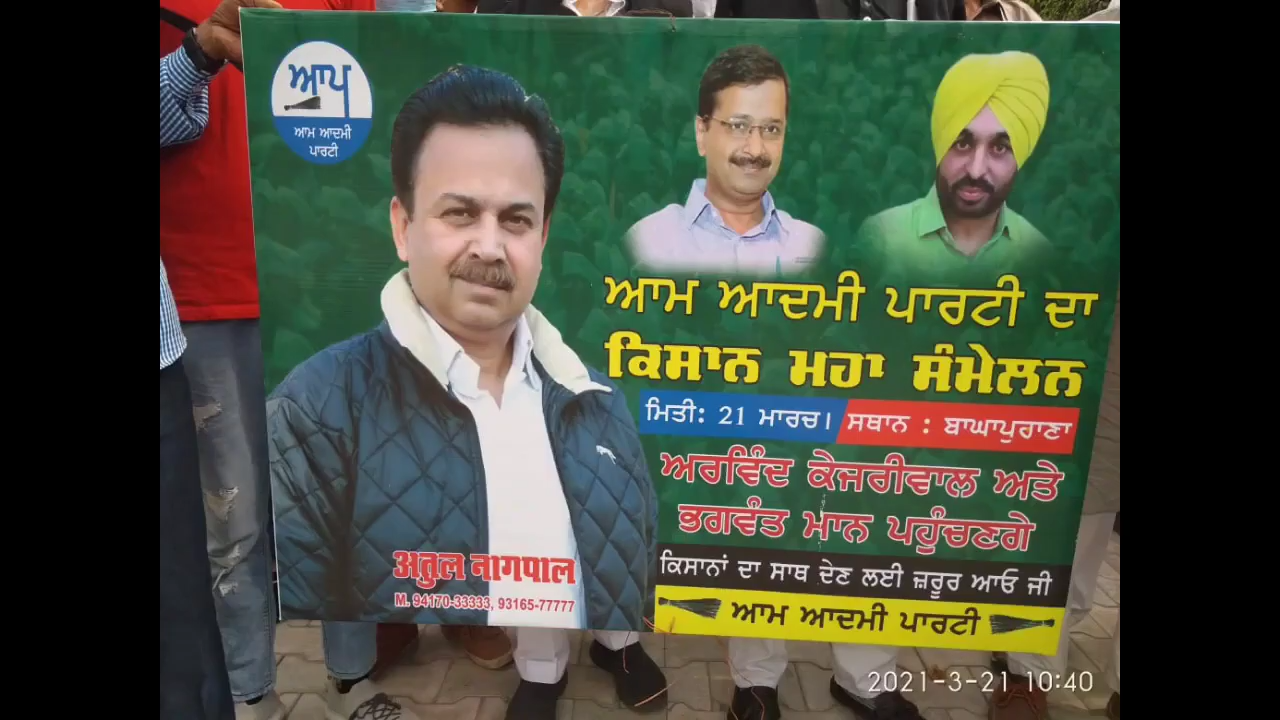 ਆਪ
ਆਮ ਆਦਮੀ
ਪਾਰਟੀ
ਆਮ ਆਦਮੀ ਪਾਰਟੀ ਦਾ
ਕਿਸਾਨ ਮਹਾ ਸੰਮੇਲਨ
ਮਿਤੀ: 21 ਮਾਰਚ। ਸਥਾਨ : ਬਾਘਾਪੁਰਾਣਾ
ਅਰਵਿੰਦ ਕੇਜਰੀਵਾਲ ਅਤੇ
ਭਗਵੰਤ ਮਾਨ ਪਹੁੰਚਣਗੇ
ਕਿਸਾਨਾਂ ਦਾ ਸਾਥ ਦੇਣ ਲਈ ਜ਼ਰੂਰ ਆਓ ਜੀ
ਆਮ ਆਦਮੀ ਪਾਰਟੀ
अतुल नागपाल
M. 94170-33333, 93165-77777
2021-3-21 10:40